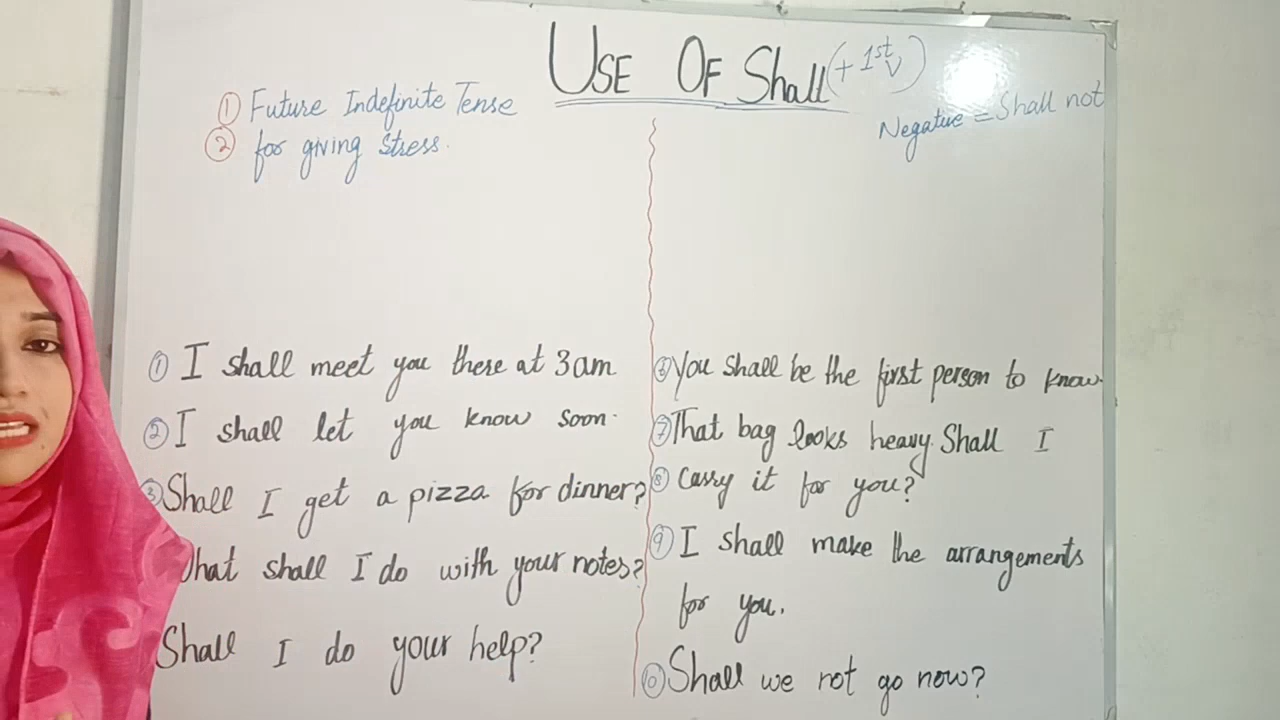 USE OF Shall (+ 1st V)
Negative = Shall not
① Future Indefinite Tense
② for giving stress.
① I shall meet you there at 3am
② I shall let you know soon.
③ Shall I get a pizza for dinner?
What shall I do with your notes?
Shall I do your help?
⑥ You shall be the first person to know.
⑦ That bag looks heavy. Shall I
⑧ carry it for you?
⑨ I shall make the arrangements
for you.
⑩ Shall we not go now?